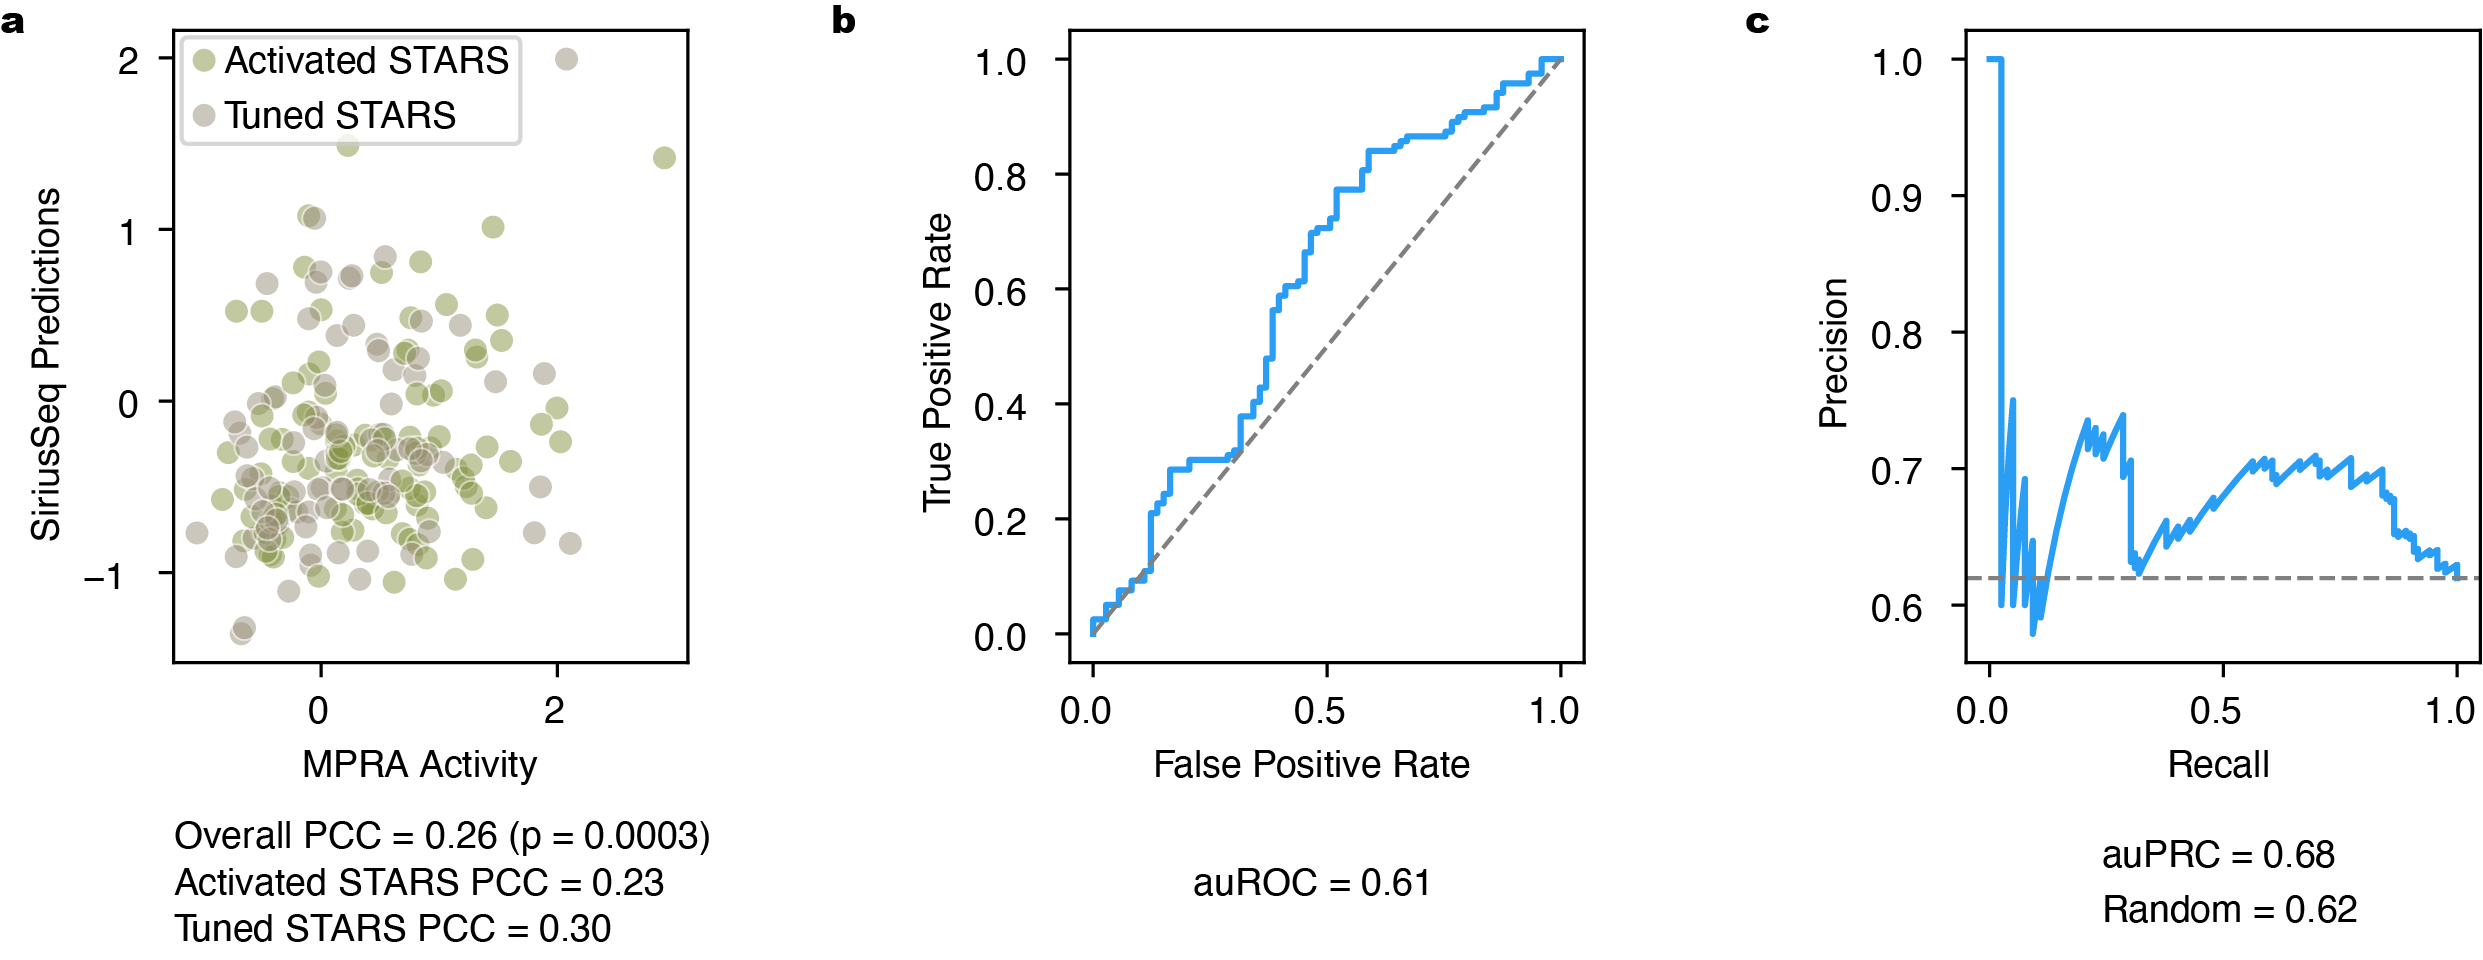 a
2
1
0
−1
SiriusSeq Predictions
Activated STARS
Tuned STARS
0
2
MPRA Activity
Overall PCC = 0.26 (p = 0.0003)
Activated STARS PCC = 0.23
Tuned STARS PCC = 0.30
b
1.0
0.8
0.6
0.4
0.2
0.0
True Positive Rate
0.0
0.5
1.0
False Positive Rate
auROC = 0.61
c
1.0
0.9
0.8
0.7
0.6
Precision
0.0
0.5
1.0
Recall
auPRC = 0.68
Random = 0.62